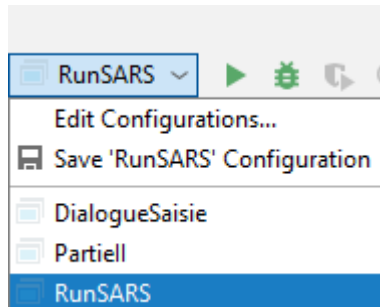 RunSARS
Edit Configurations...
Save 'RunSARS' Configuration
DialogueSaisie
Partiell
RunSARS